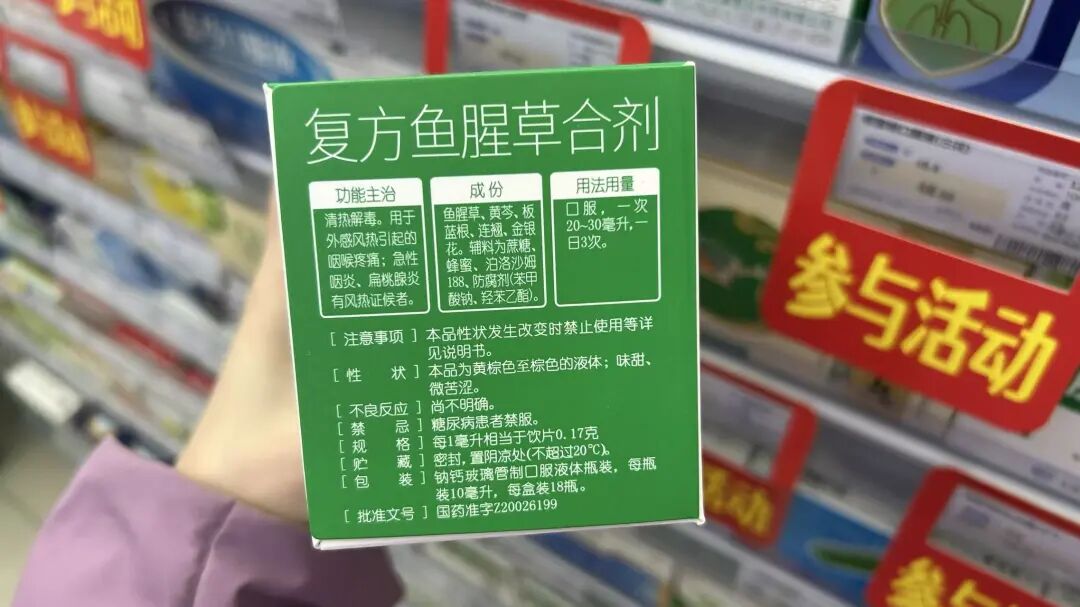 复方鱼腥草合剂
功能主治
清热解毒。用于
外感风热引起的
咽喉疼痛；急性
咽炎、扁桃腺炎
有风热证候者。
成份
鱼腥草、黄芩、板
蓝根、连翘、金银
花。辅料为蔗糖、
蜂蜜、泊洛沙姆
188、防腐剂(苯甲
酸钠、羟苯乙酯)。
用法用量
口服，一次
20~30毫升,一
日3次。
[ 注意事项 ] 本品性状发生改变时禁止使用等详
见说明书。
[ 性 状 ] 本品为黄棕色至棕色的液体；味甜、
微苦涩。
[ 不良反应 ] 尚不明确。
[ 禁 忌 ] 糖尿病患者禁服。
[ 规 格 ] 每1毫升相当于饮片0.17克
[ 贮 藏 ] 密封，置阴凉处(不超过20℃)。
[ 包 装 ] 钠钙玻璃管制口服液体瓶装，每瓶
装10毫升，每盒装18瓶。
[ 批准文号 ] 国药准字Z20026199
参与活动
参与活动
参与活动
参与活动